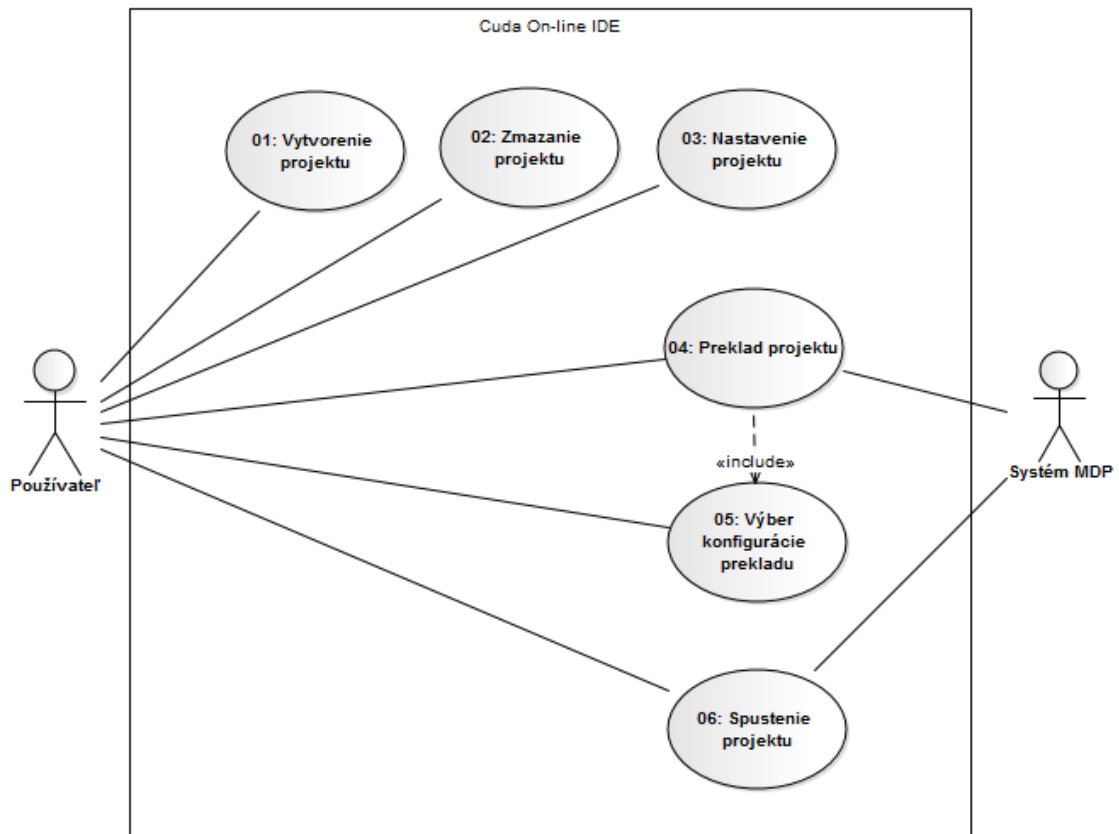 Cuda On-line IDE
01: Vytvorenie
projektu
02: Zmazanie
projektu
03: Nastavenie
projektu
04: Preklad projektu
«include»
Používateľ
Systém MDP
05: Výber
konfigurácie
prekladu
06: Spustenie
projektu